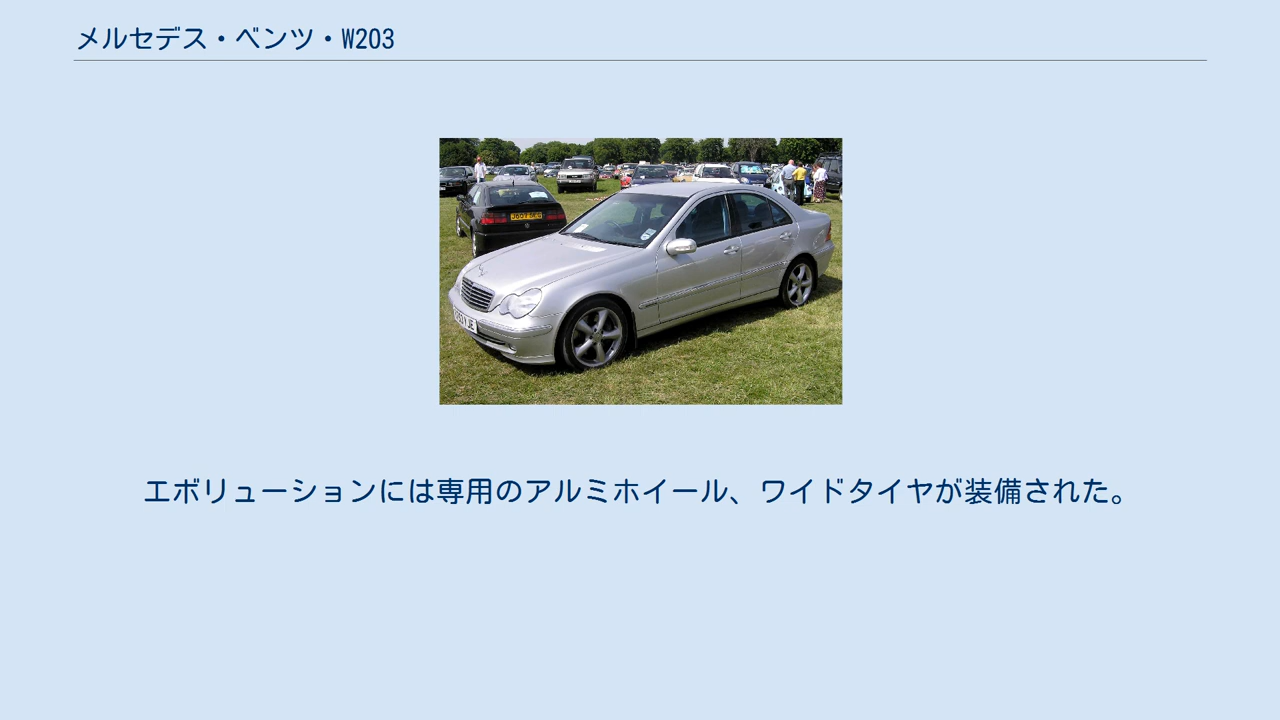 メルセデス・ベンツ・W203
エボリューションには専用のアルミホイール、ワイドタイヤが装備された。